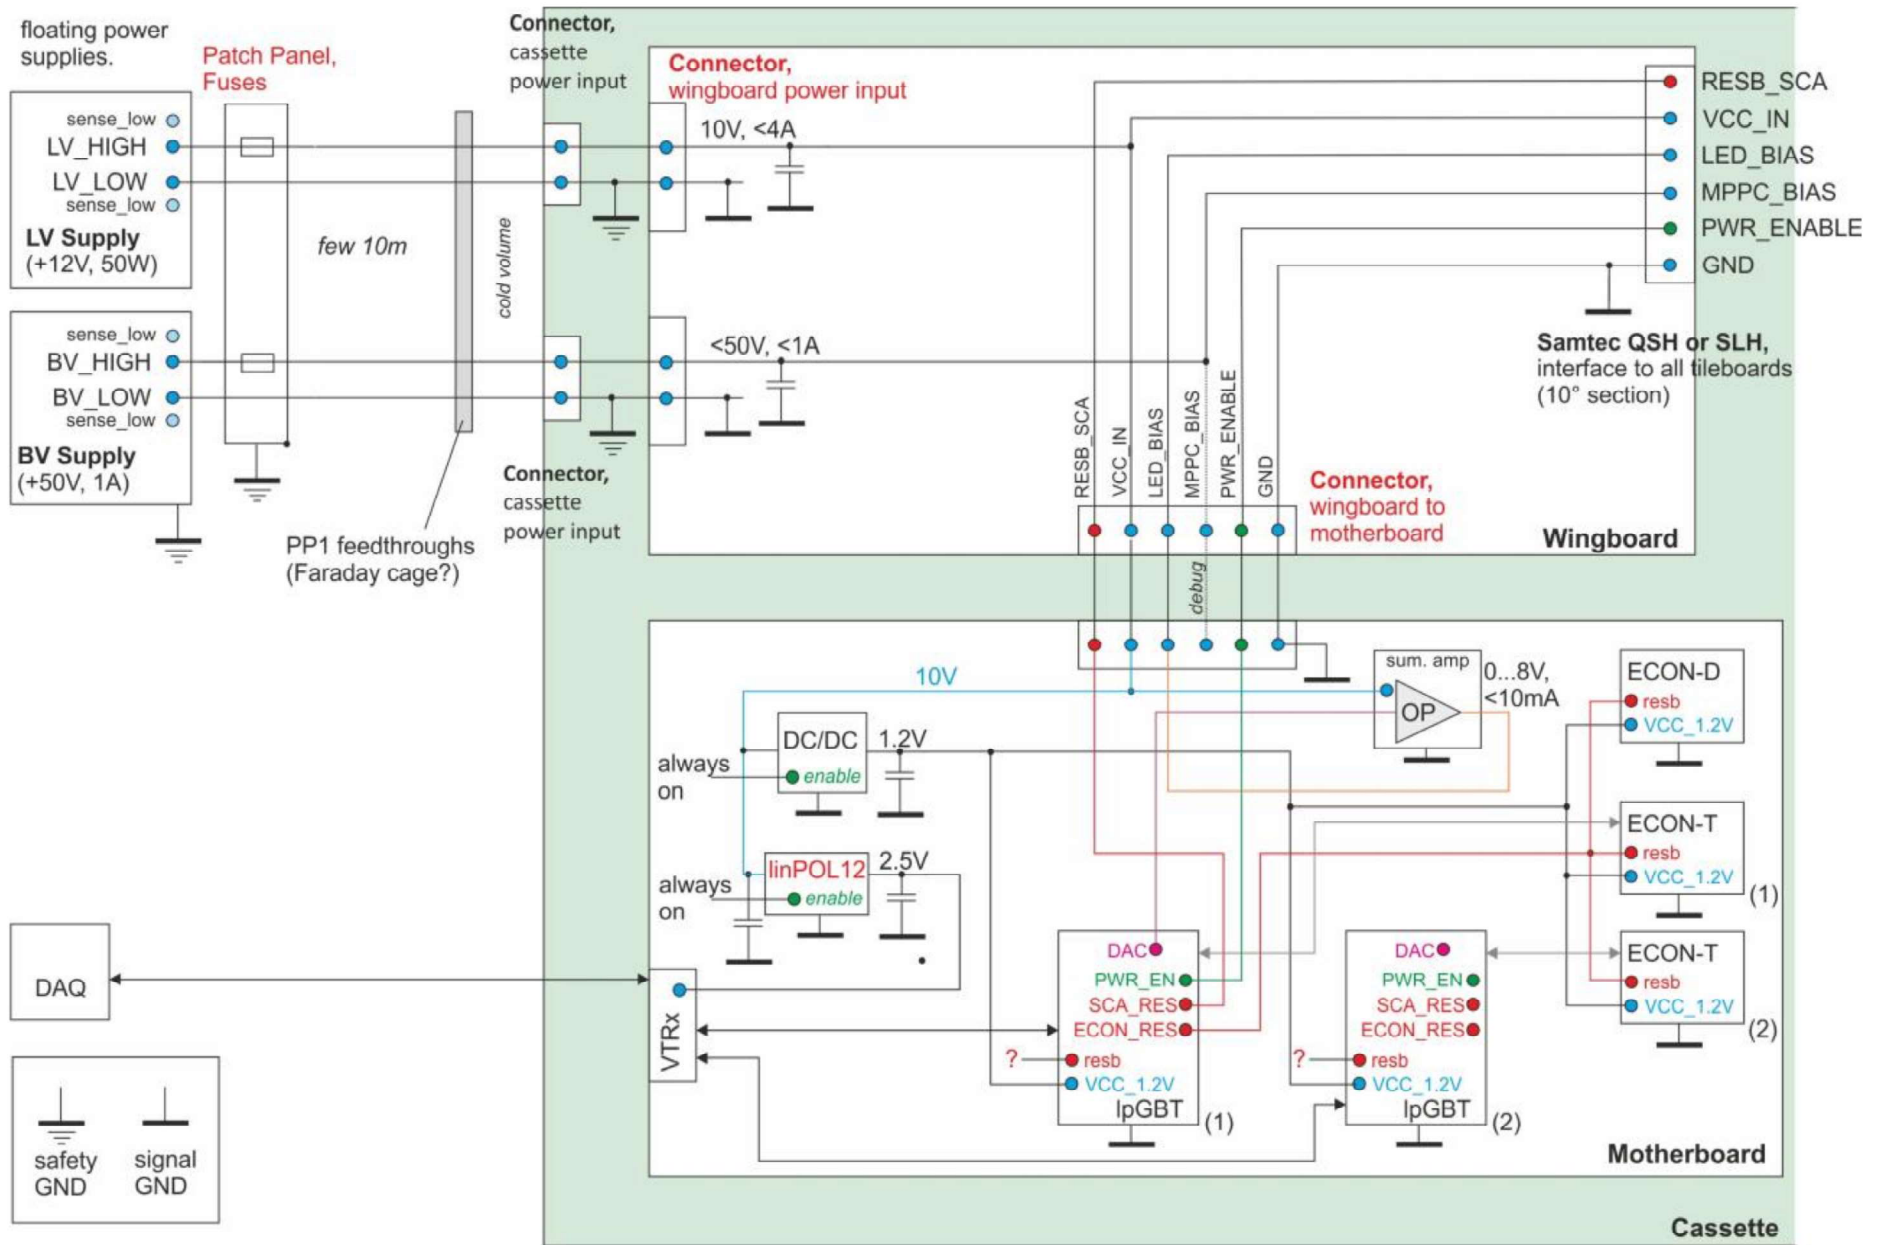 floating power
supplies.
Patch Panel,
Fuses
sense_low
LV_HIGH
LV_LOW
sense_low
LV Supply
(+12V, 50W)
few 10m
cold volume
sense_low
BV_HIGH
BV_LOW
sense_low
BV Supply
(+50V, 1A)
PP1 feedthroughs
(Faraday cage?)
Connector,
cassette
power input
Connector,
cassette
power input
Connector,
wingboard power input
10V, <4A
<50V, <1A
RESB_SCA
VCC_IN
LED_BIAS
MPPC_BIAS
PWR_ENABLE
GND
Samtec QSH or SLH,
interface to all tileboards
(10° section)
RESB_SCA
VCC_IN
LED_BIAS
MPPC_BIAS
PWR_ENABLE
GND
Connector,
wingboard to
motherboard
Wingboard
debug
10V
sum. amp
OP
0...8V,
<10mA
DC/DC
enable
1.2V
always
on
linPOL12
enable
2.5V
always
on
ECON-D
resb
VCC_1.2V
ECON-T
resb
VCC_1.2V
(1)
ECON-T
resb
VCC_1.2V
(2)
DAC
PWR_EN
SCA_RES
ECON_RES
?
resb
VCC_1.2V
lpGBT
(1)
DAC
PWR_EN
SCA_RES
ECON_RES
?
resb
VCC_1.2V
lpGBT
(2)
VTRx
DAQ
safety
GND
signal
GND
Motherboard
Cassette